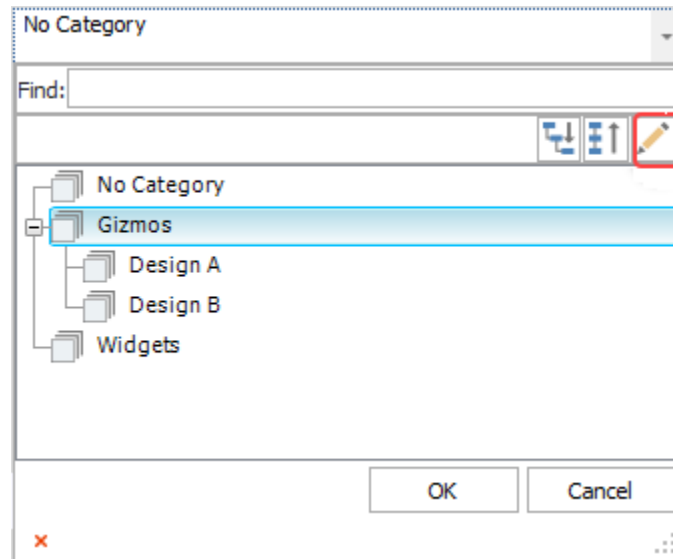 No Category
Find:
No Category
Gizmos
Design A
Design B
Widgets
OK Cancel